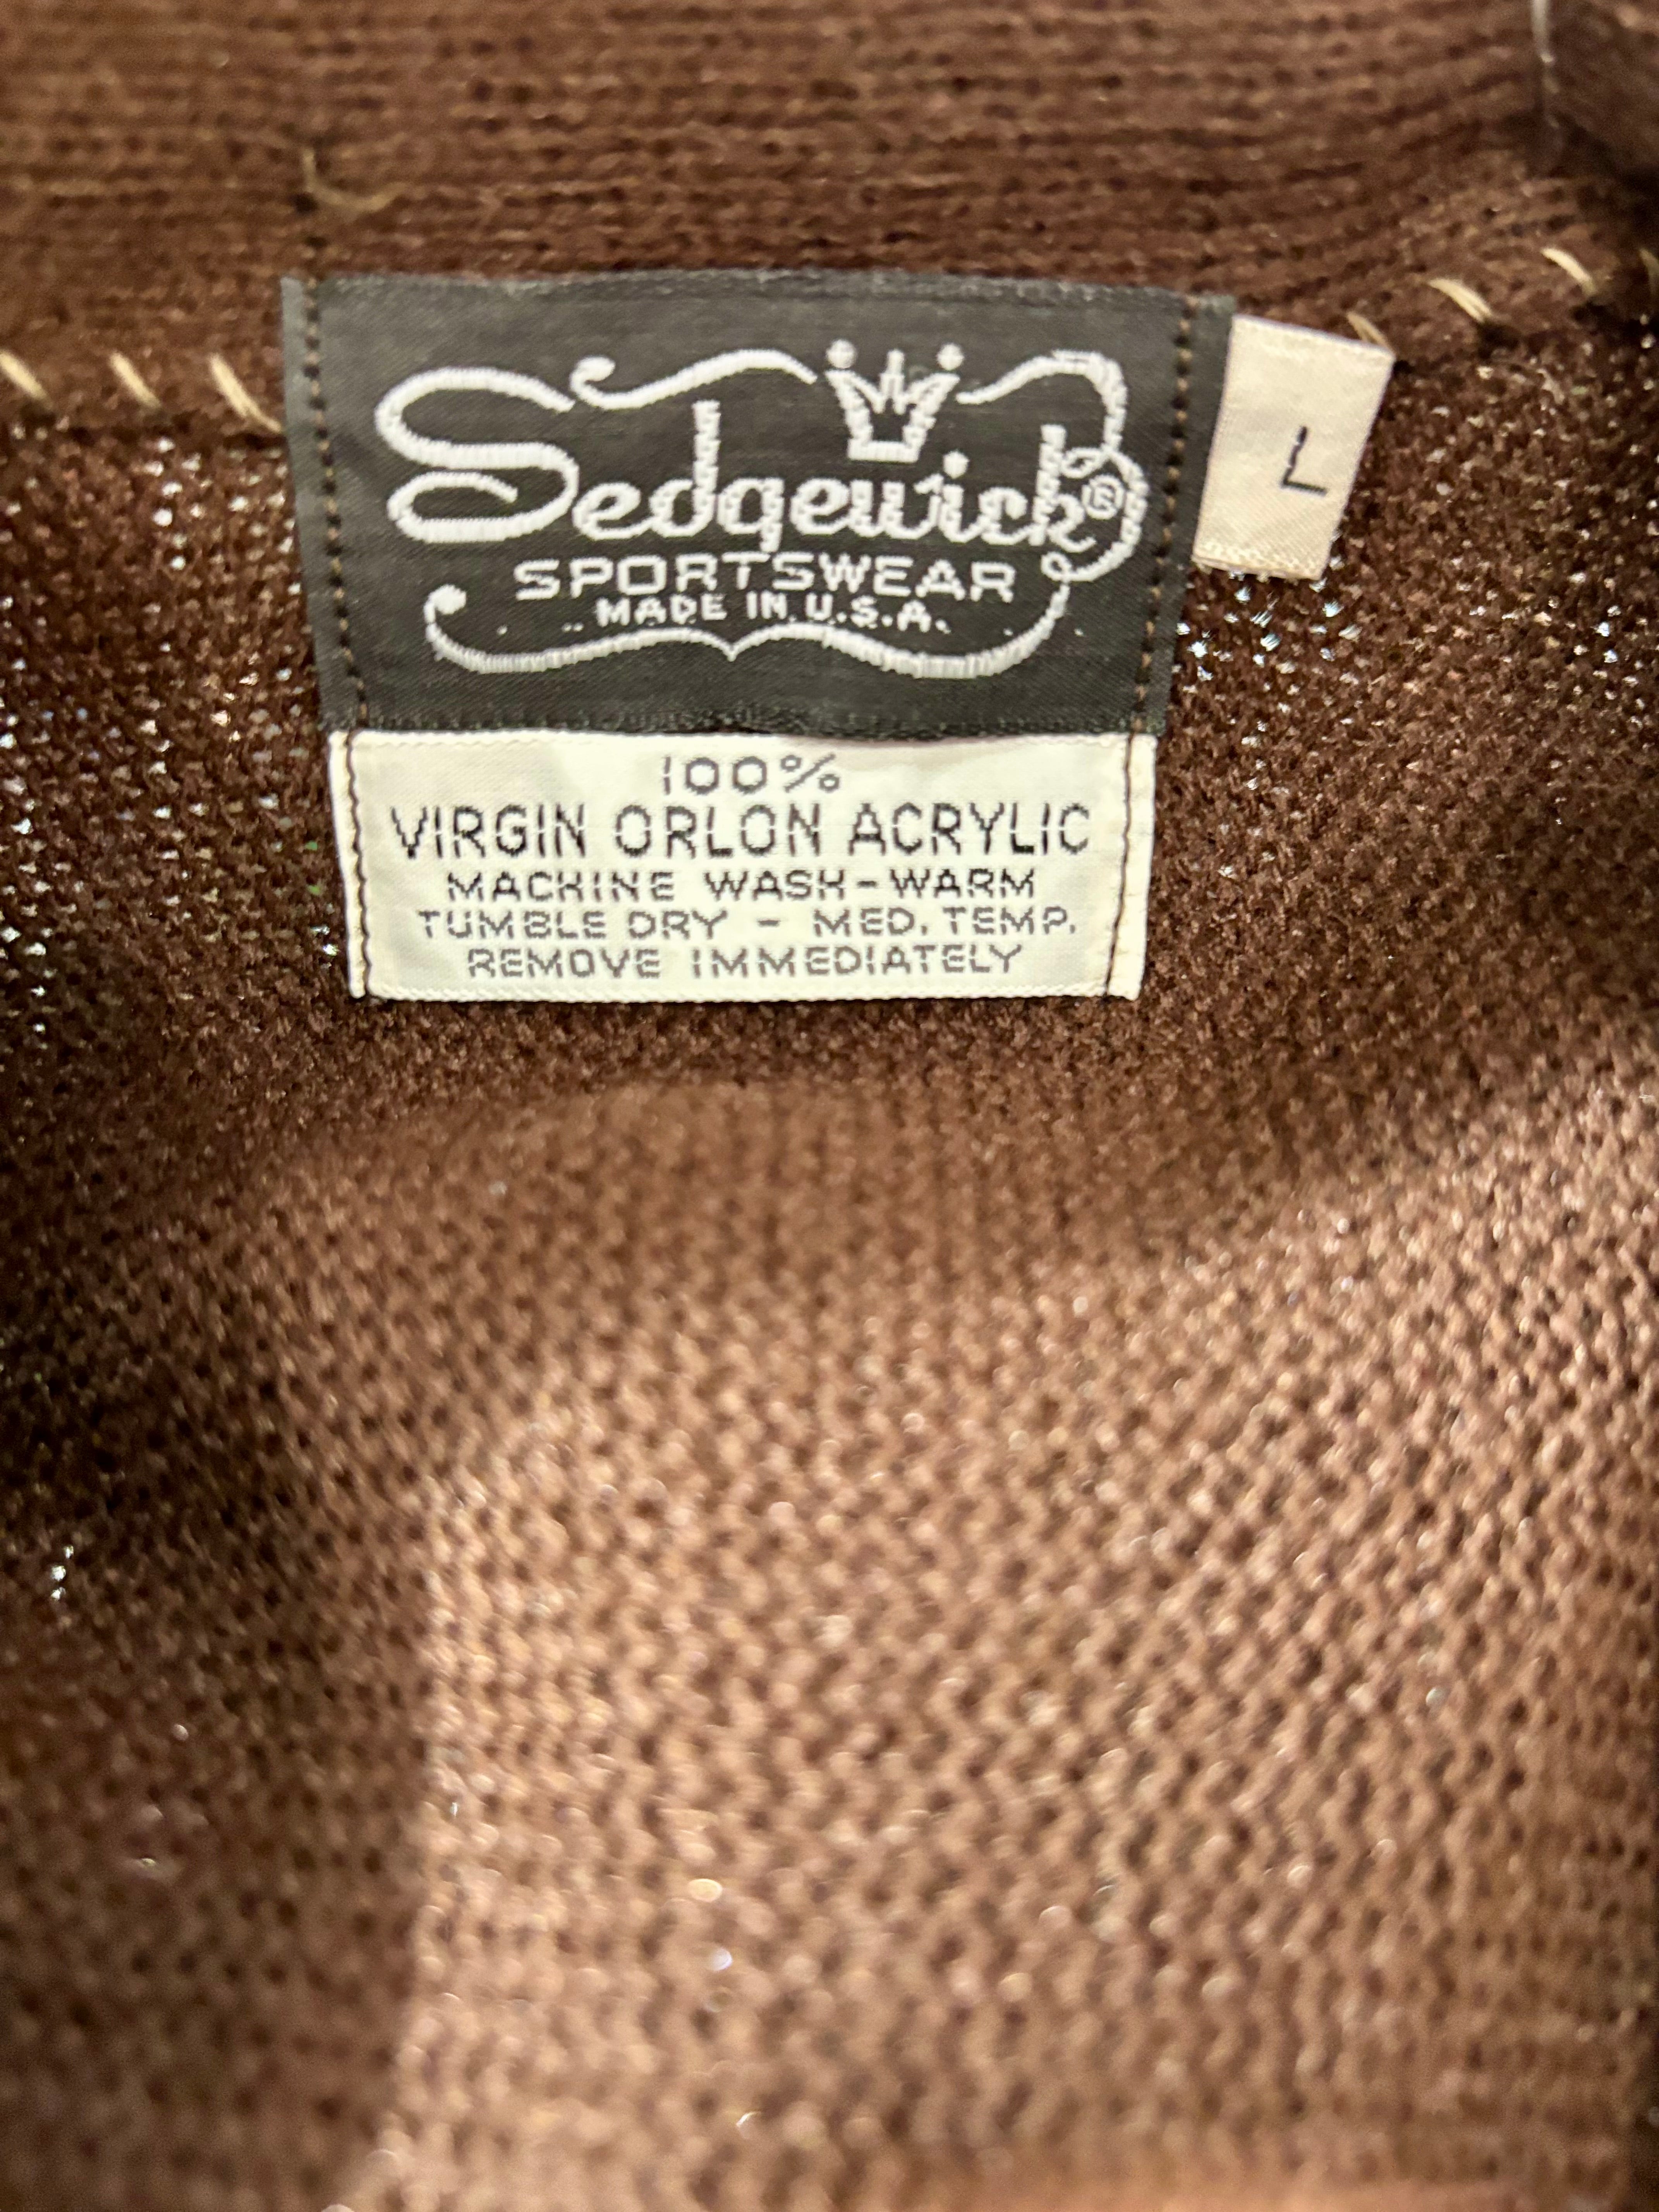 Sedgewick®
SPORTSWEAR
MADE IN U.S.A.
L
100%
VIRGIN ORLON ACRYLIC
MACHINE WASH-WARM
TUMBLE DRY - MED. TEMP.
REMOVE IMMEDIATELY